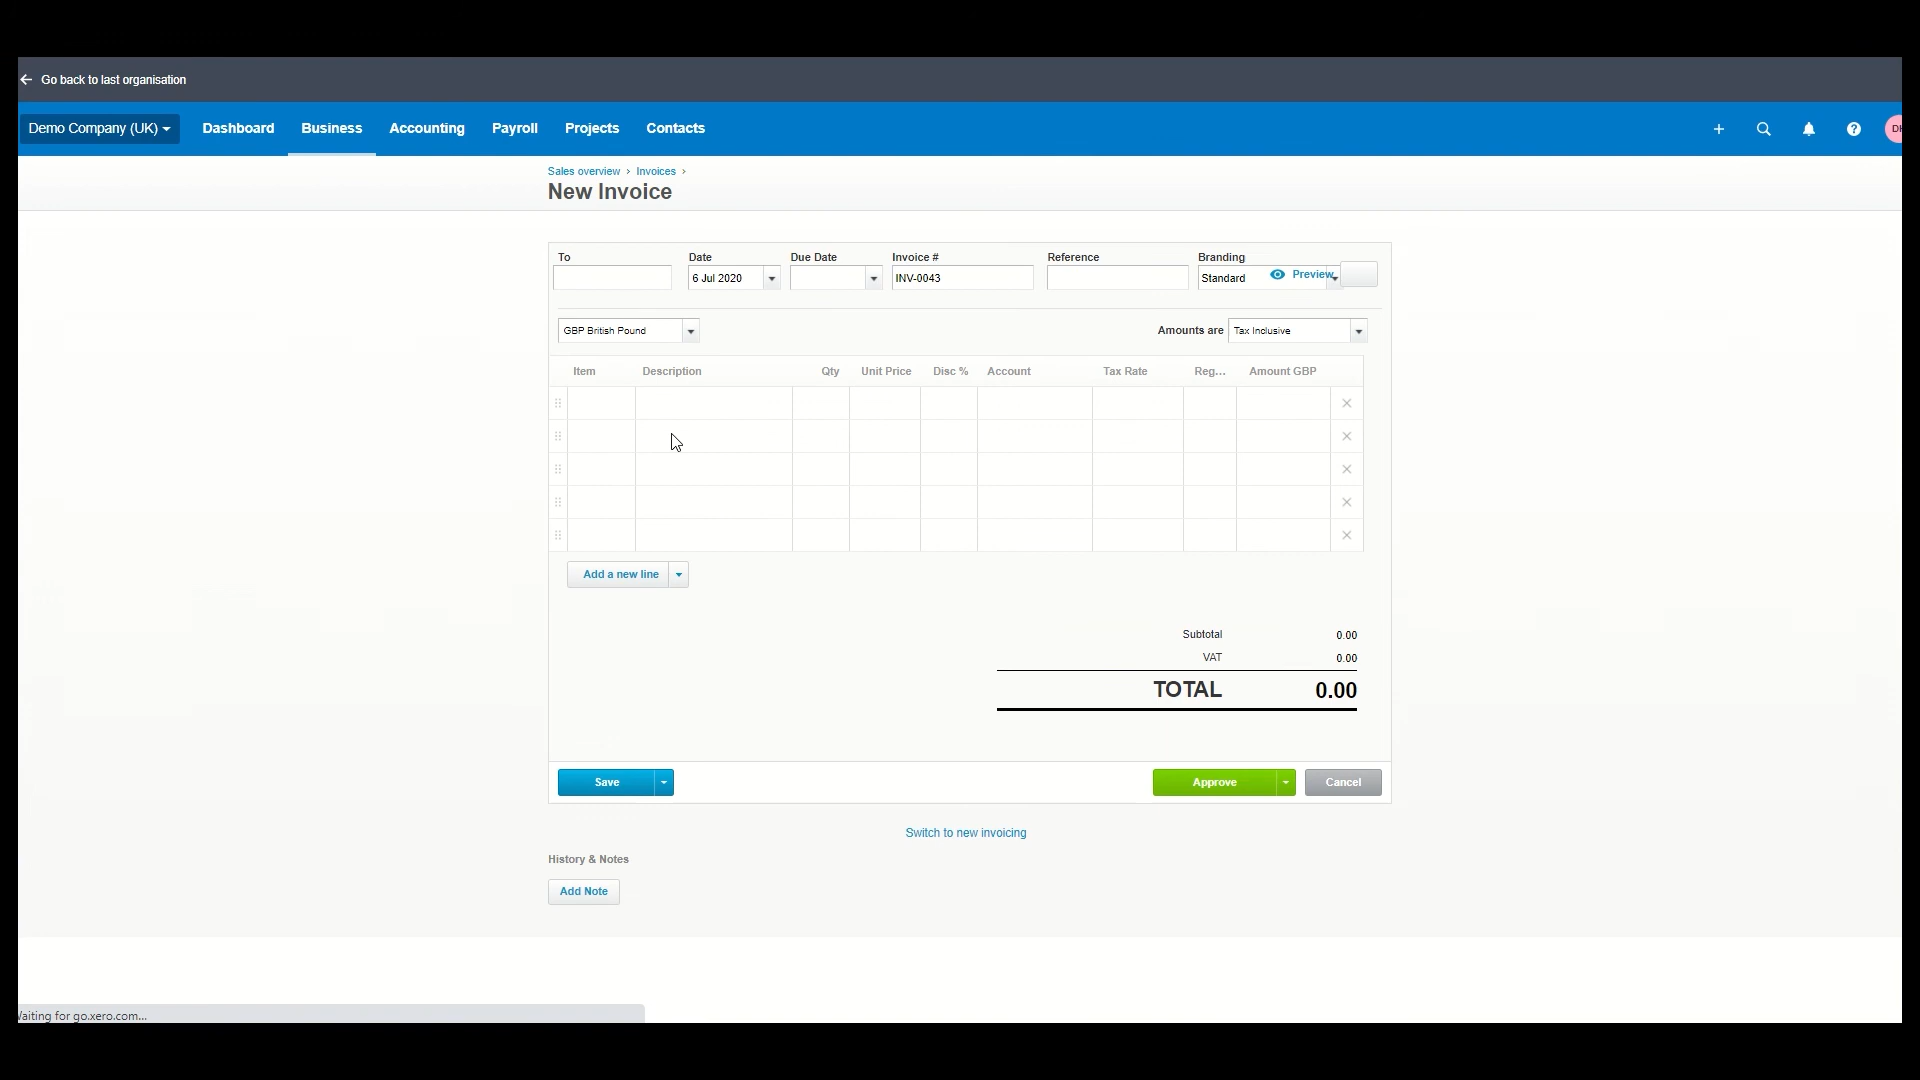 Go back to last organisation
Demo Company (UK) Dashboard Business Accounting Payroll Projects Contacts
Sales overview › Invoices ›
New Invoice
To Date Due Date Invoice # Reference Branding
6 Jul 2020 INV-0043 Standard Preview
GBP British Pound Amounts are Tax Inclusive
Item Description Qty Unit Price Disc % Account Tax Rate Reg... Amount GBP
Add a new line
Subtotal 0.00
VAT 0.00
TOTAL 0.00
Save Approve Cancel
Switch to new invoicing
History & Notes
Add Note
for go.xero.com...